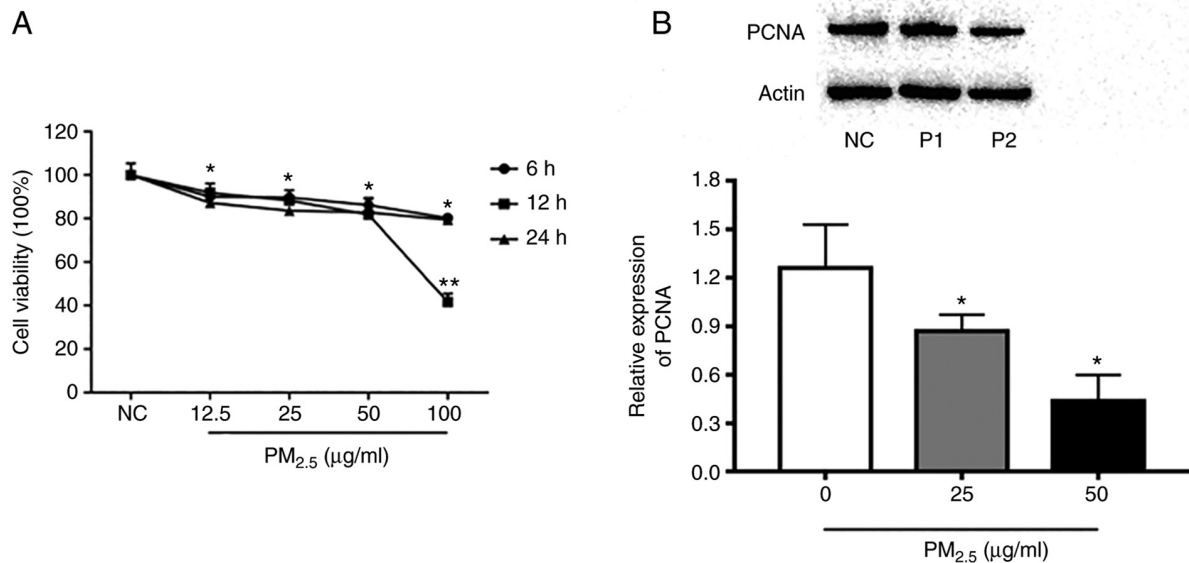 A
120
100
80
60
40
20
0
Cell viability (100%)
*
*
*
*
**
6 h
12 h
24 h
NC 12.5 25 50 100
PM2.5 (μg/ml)
B
PCNA
Actin
NC P1 P2
1.8
1.5
1.2
0.9
0.6
0.3
0.0
Relative expression
of PCNA
*
*
0 25 50
PM2.5 (μg/ml)